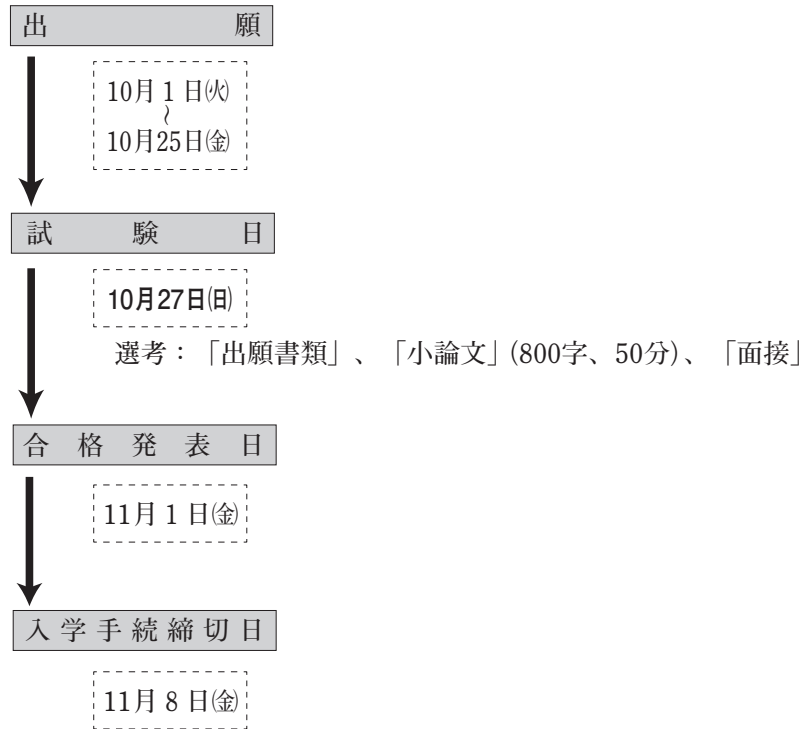 出願
10月1日㈫
〜
10月25日㈮
試験日
10月27日㈰
選考：「出願書類」、「小論文」(800字、50分)、「面接」
合格発表日
11月1日㈮
入学手続締切日
11月8日㈮